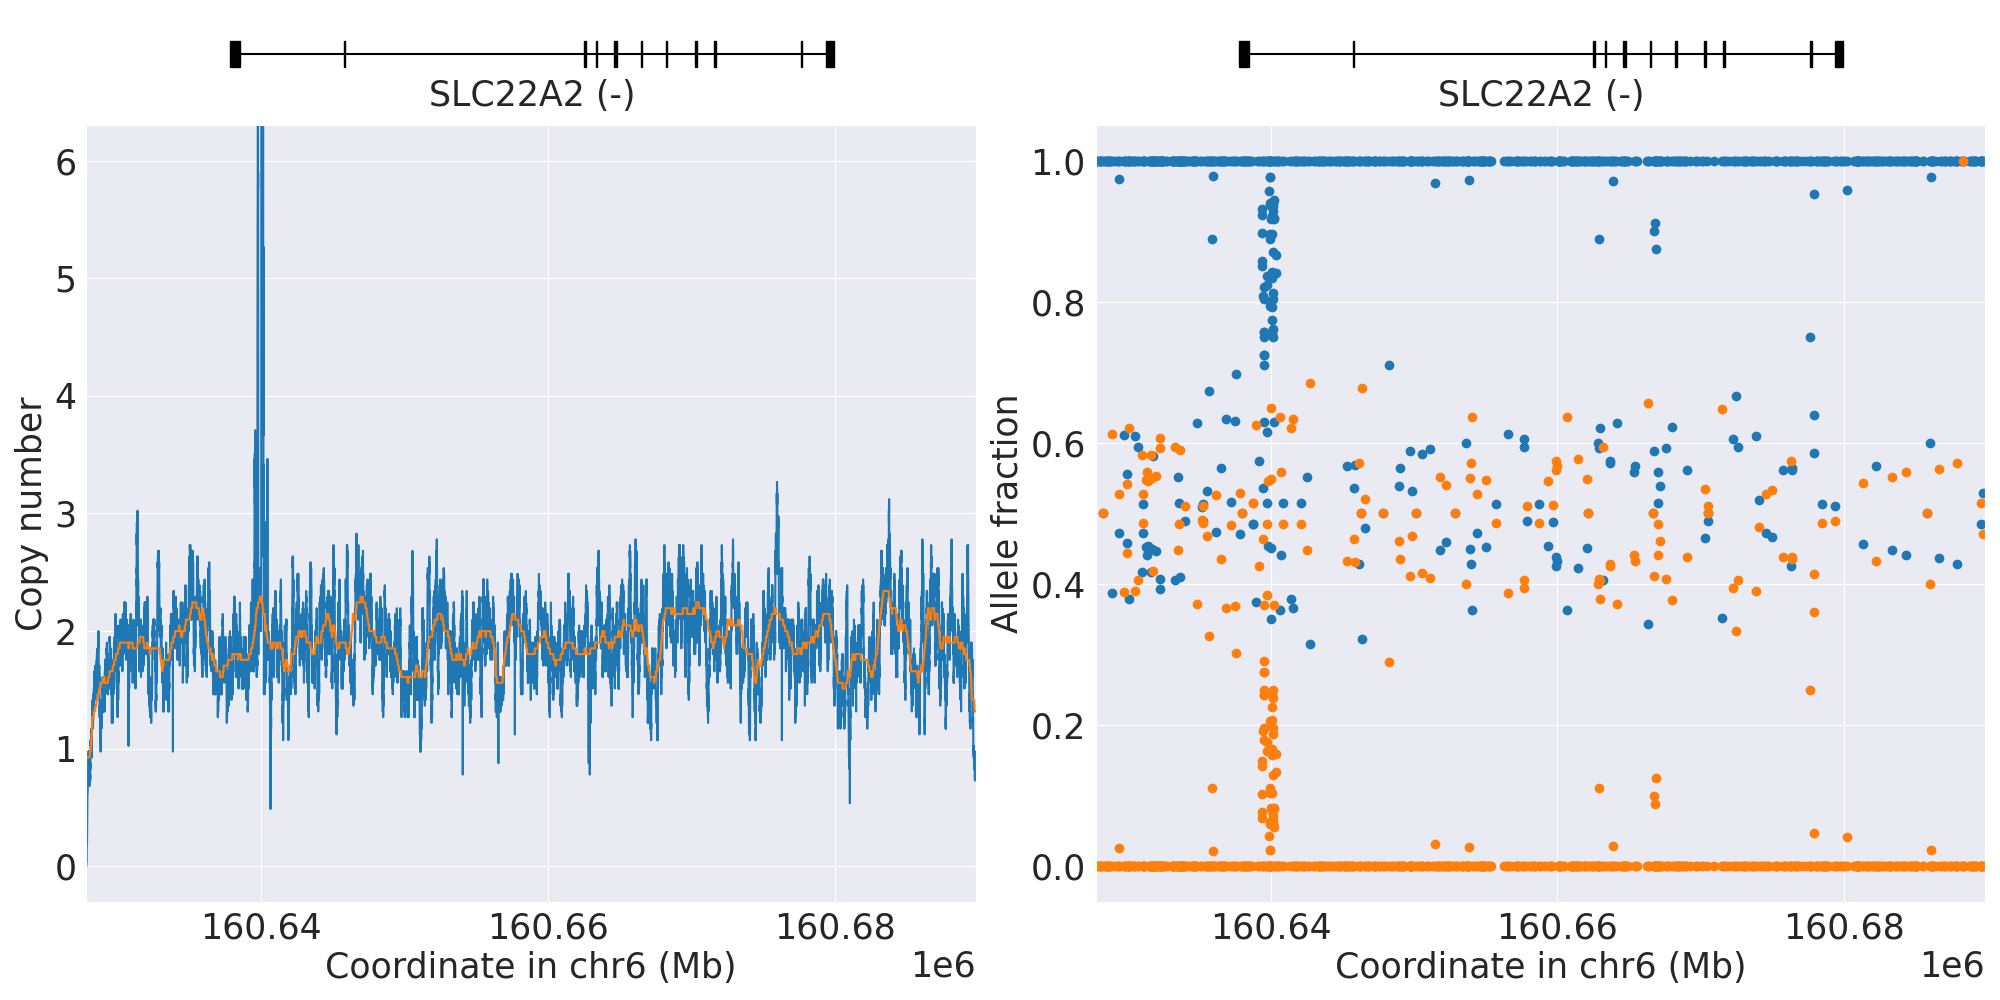 SLC22A2 (-)
SLC22A2 (-)
Copy number
6
5
4
3
2
1
0
160.64
160.66
160.68
Coordinate in chr6 (Mb)
1e6
Allele fraction
1.0
0.8
0.6
0.4
0.2
0.0
160.64
160.66
160.68
Coordinate in chr6 (Mb)
1e6